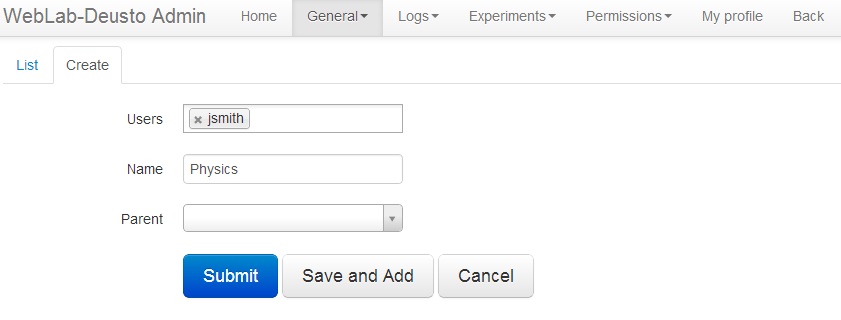 WebLab-Deusto Admin Home General Logs Experiments Permissions My profile Back
List Create
Users jsmith
Name Physics
Parent
Submit Save and Add Cancel